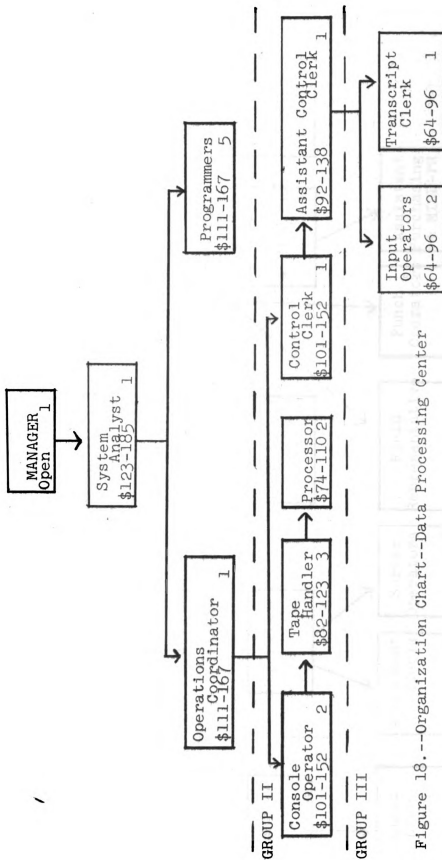 MANAGER
Open 1
System
Analyst
$123-185 1
Operations
Coordinator
$111-167 1
Programmers
$111-167 5
GROUP II
Console
Operator
$101-152 2
Tape
Handler
$82-123 3
Processor
$74-110 2
Control
Clerk
$101-152 1
Assistant Control
Clerk
$92-138 1
GROUP III
Input
Operators
$64-96 2
Transcript
Clerk
$64-96 1
Figure 18.--Organization Chart--Data Processing Center